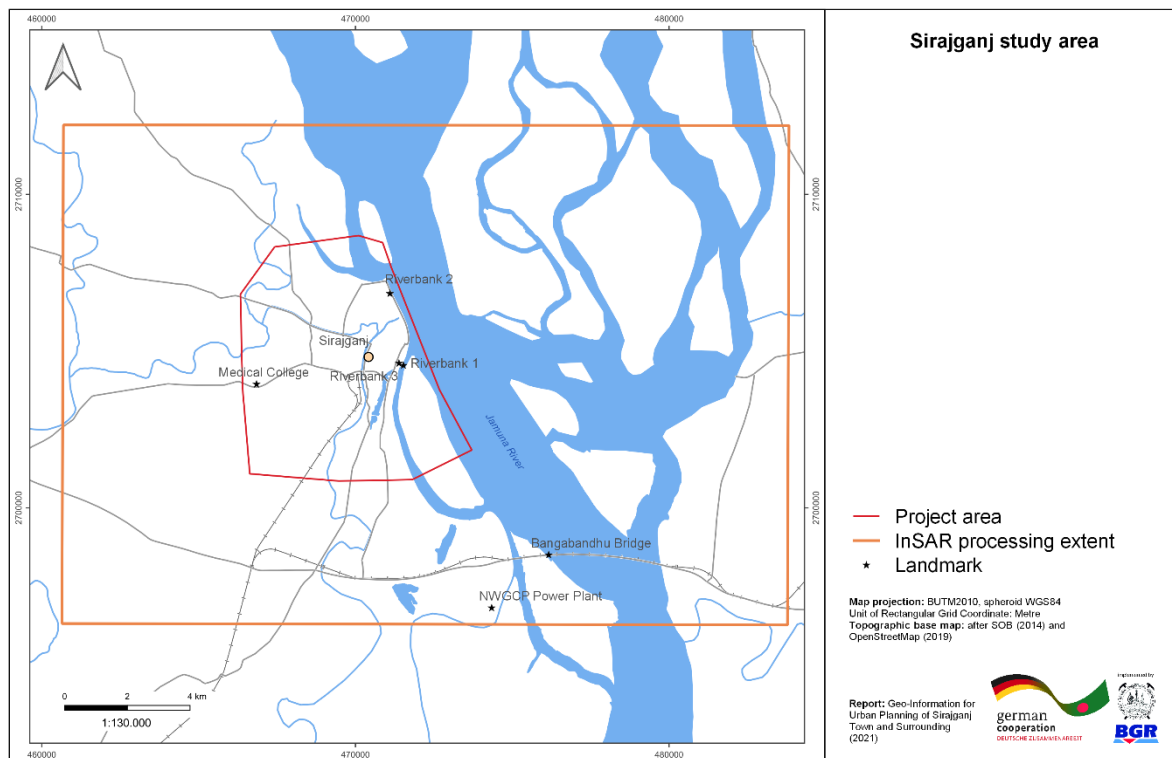 460000
470000
480000
Sirajganj study area
2710000
2710000
Riverbank 2
Sirajganj
Riverbank 1
Medical College
Riverbank 3
Jamuna River
2700000
2700000
Bangabandhu Bridge
NWGCP Power Plant
0 2 4 km
1:130.000
460000
470000
480000
Project area
InSAR processing extent
Landmark
Map projection: BUTM2010, spheroid WGS84
Unit of Rectangular Grid Coordinate: Metre
Topographic base map: after SOB (2014) and
OpenStreetMap (2019)
Report: Geo-Information for
Urban Planning of Sirajganj
Town and Surrounding
(2021)
german
cooperation
DEUTSCHE ZUSAMMENARBEIT
implemented by
BGR